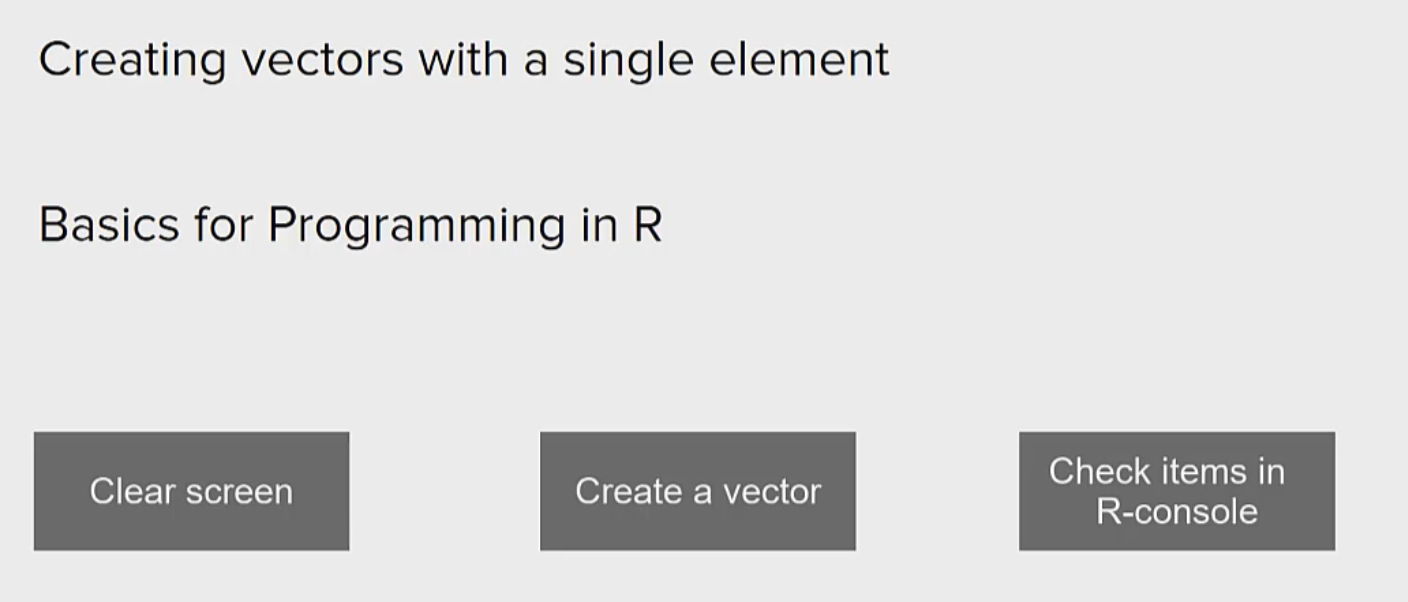 Creating vectors with a single element
Basics for Programming in R
Clear screen
Create a vector
Check items in
R-console